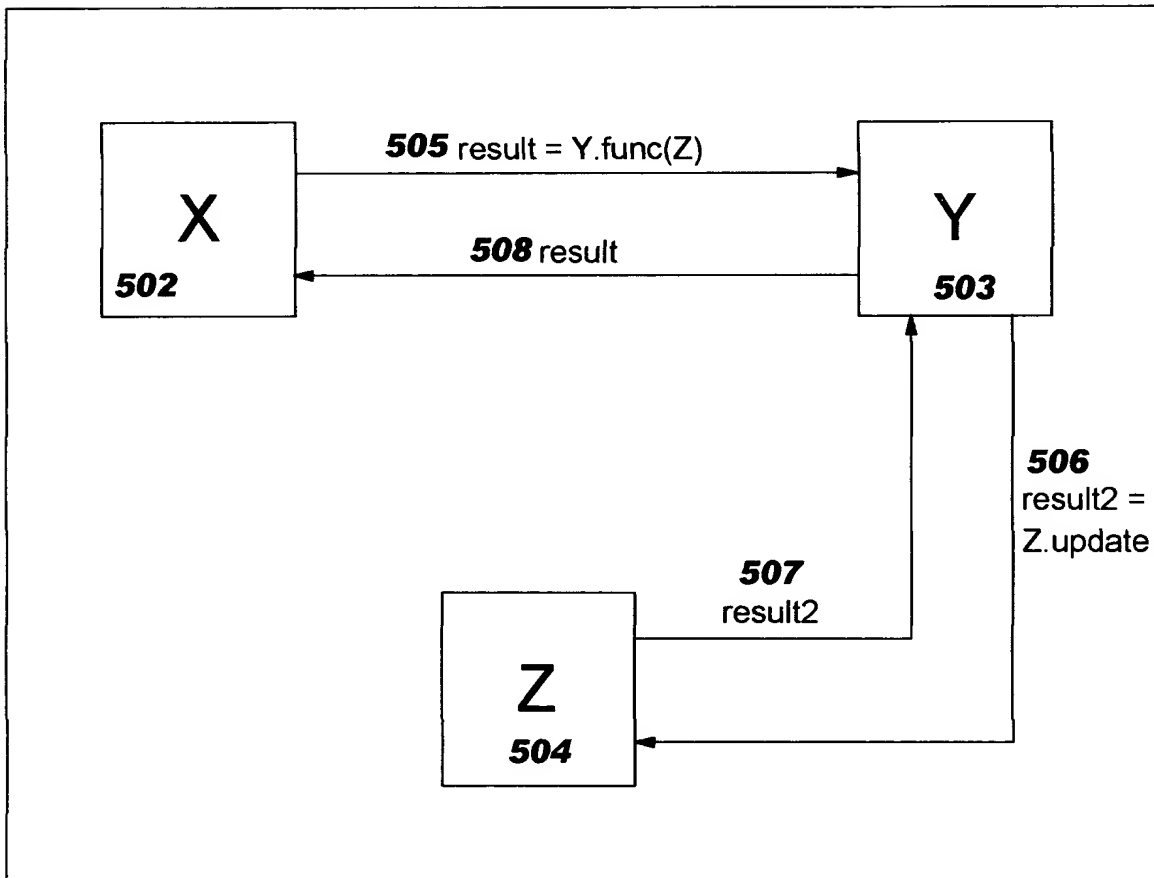 505 result = Y.func(Z)
X
502
Y
503
508 result
506
result2 =
Z.update
507
result2
Z
504